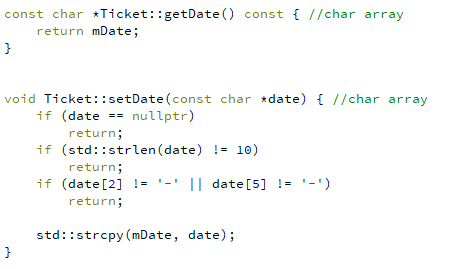 const char *Ticket::getDate() const { //char array
    return mDate;
}
void Ticket::setDate(const char *date) { //char array
    if (date == nullptr)
        return;
    if (std::strlen(date) != 10)
        return;
    if (date[2] != '-' || date[5] != '-')
        return;
    std::strcpy(mDate, date);
}